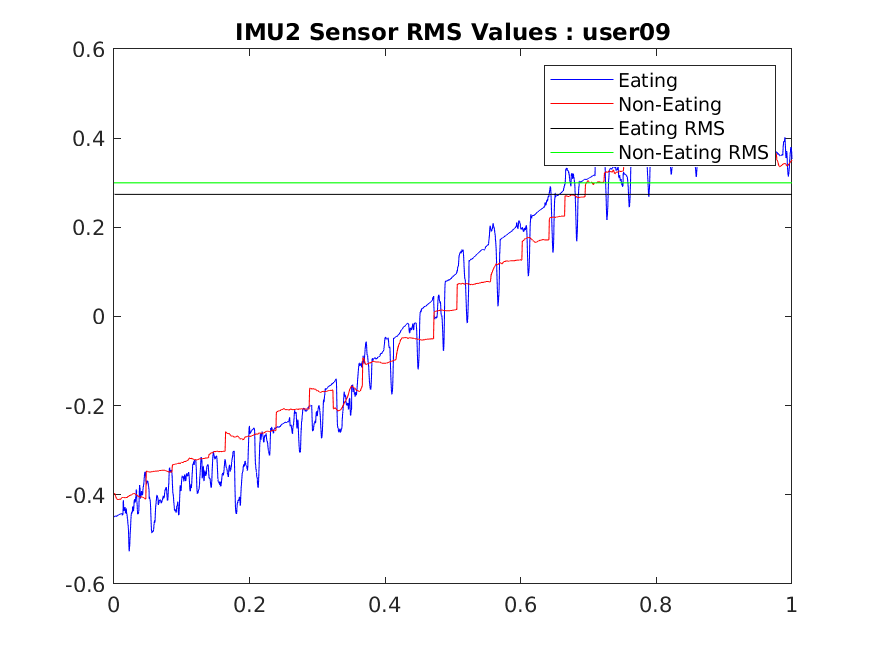 IMU2 Sensor RMS Values : user09
0.6
0.4
0.2
0
-0.2
-0.4
-0.6
Eating
Non-Eating
Eating RMS
Non-Eating RMS
0 0.2 0.4 0.6 0.8 1